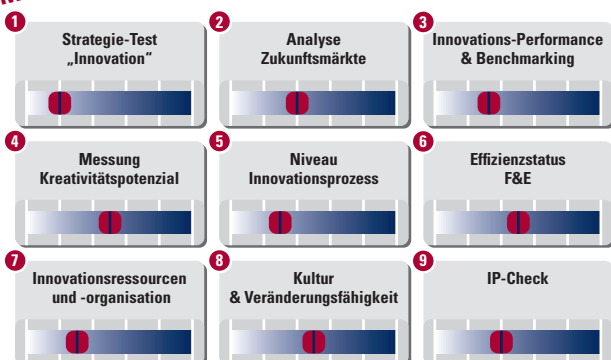 1
Strategie-Test
„Innovation“
2
Analyse
Zukunftsmärkte
3
Innovations-Performance
& Benchmarking
4
Messung
Kreativitätspotenzial
5
Niveau
Innovationsprozess
6
Effizienzstatus
F&E
7
Innovationsressourcen
und -organisation
8
Kultur
& Veränderungsfähigkeit
9
IP-Check